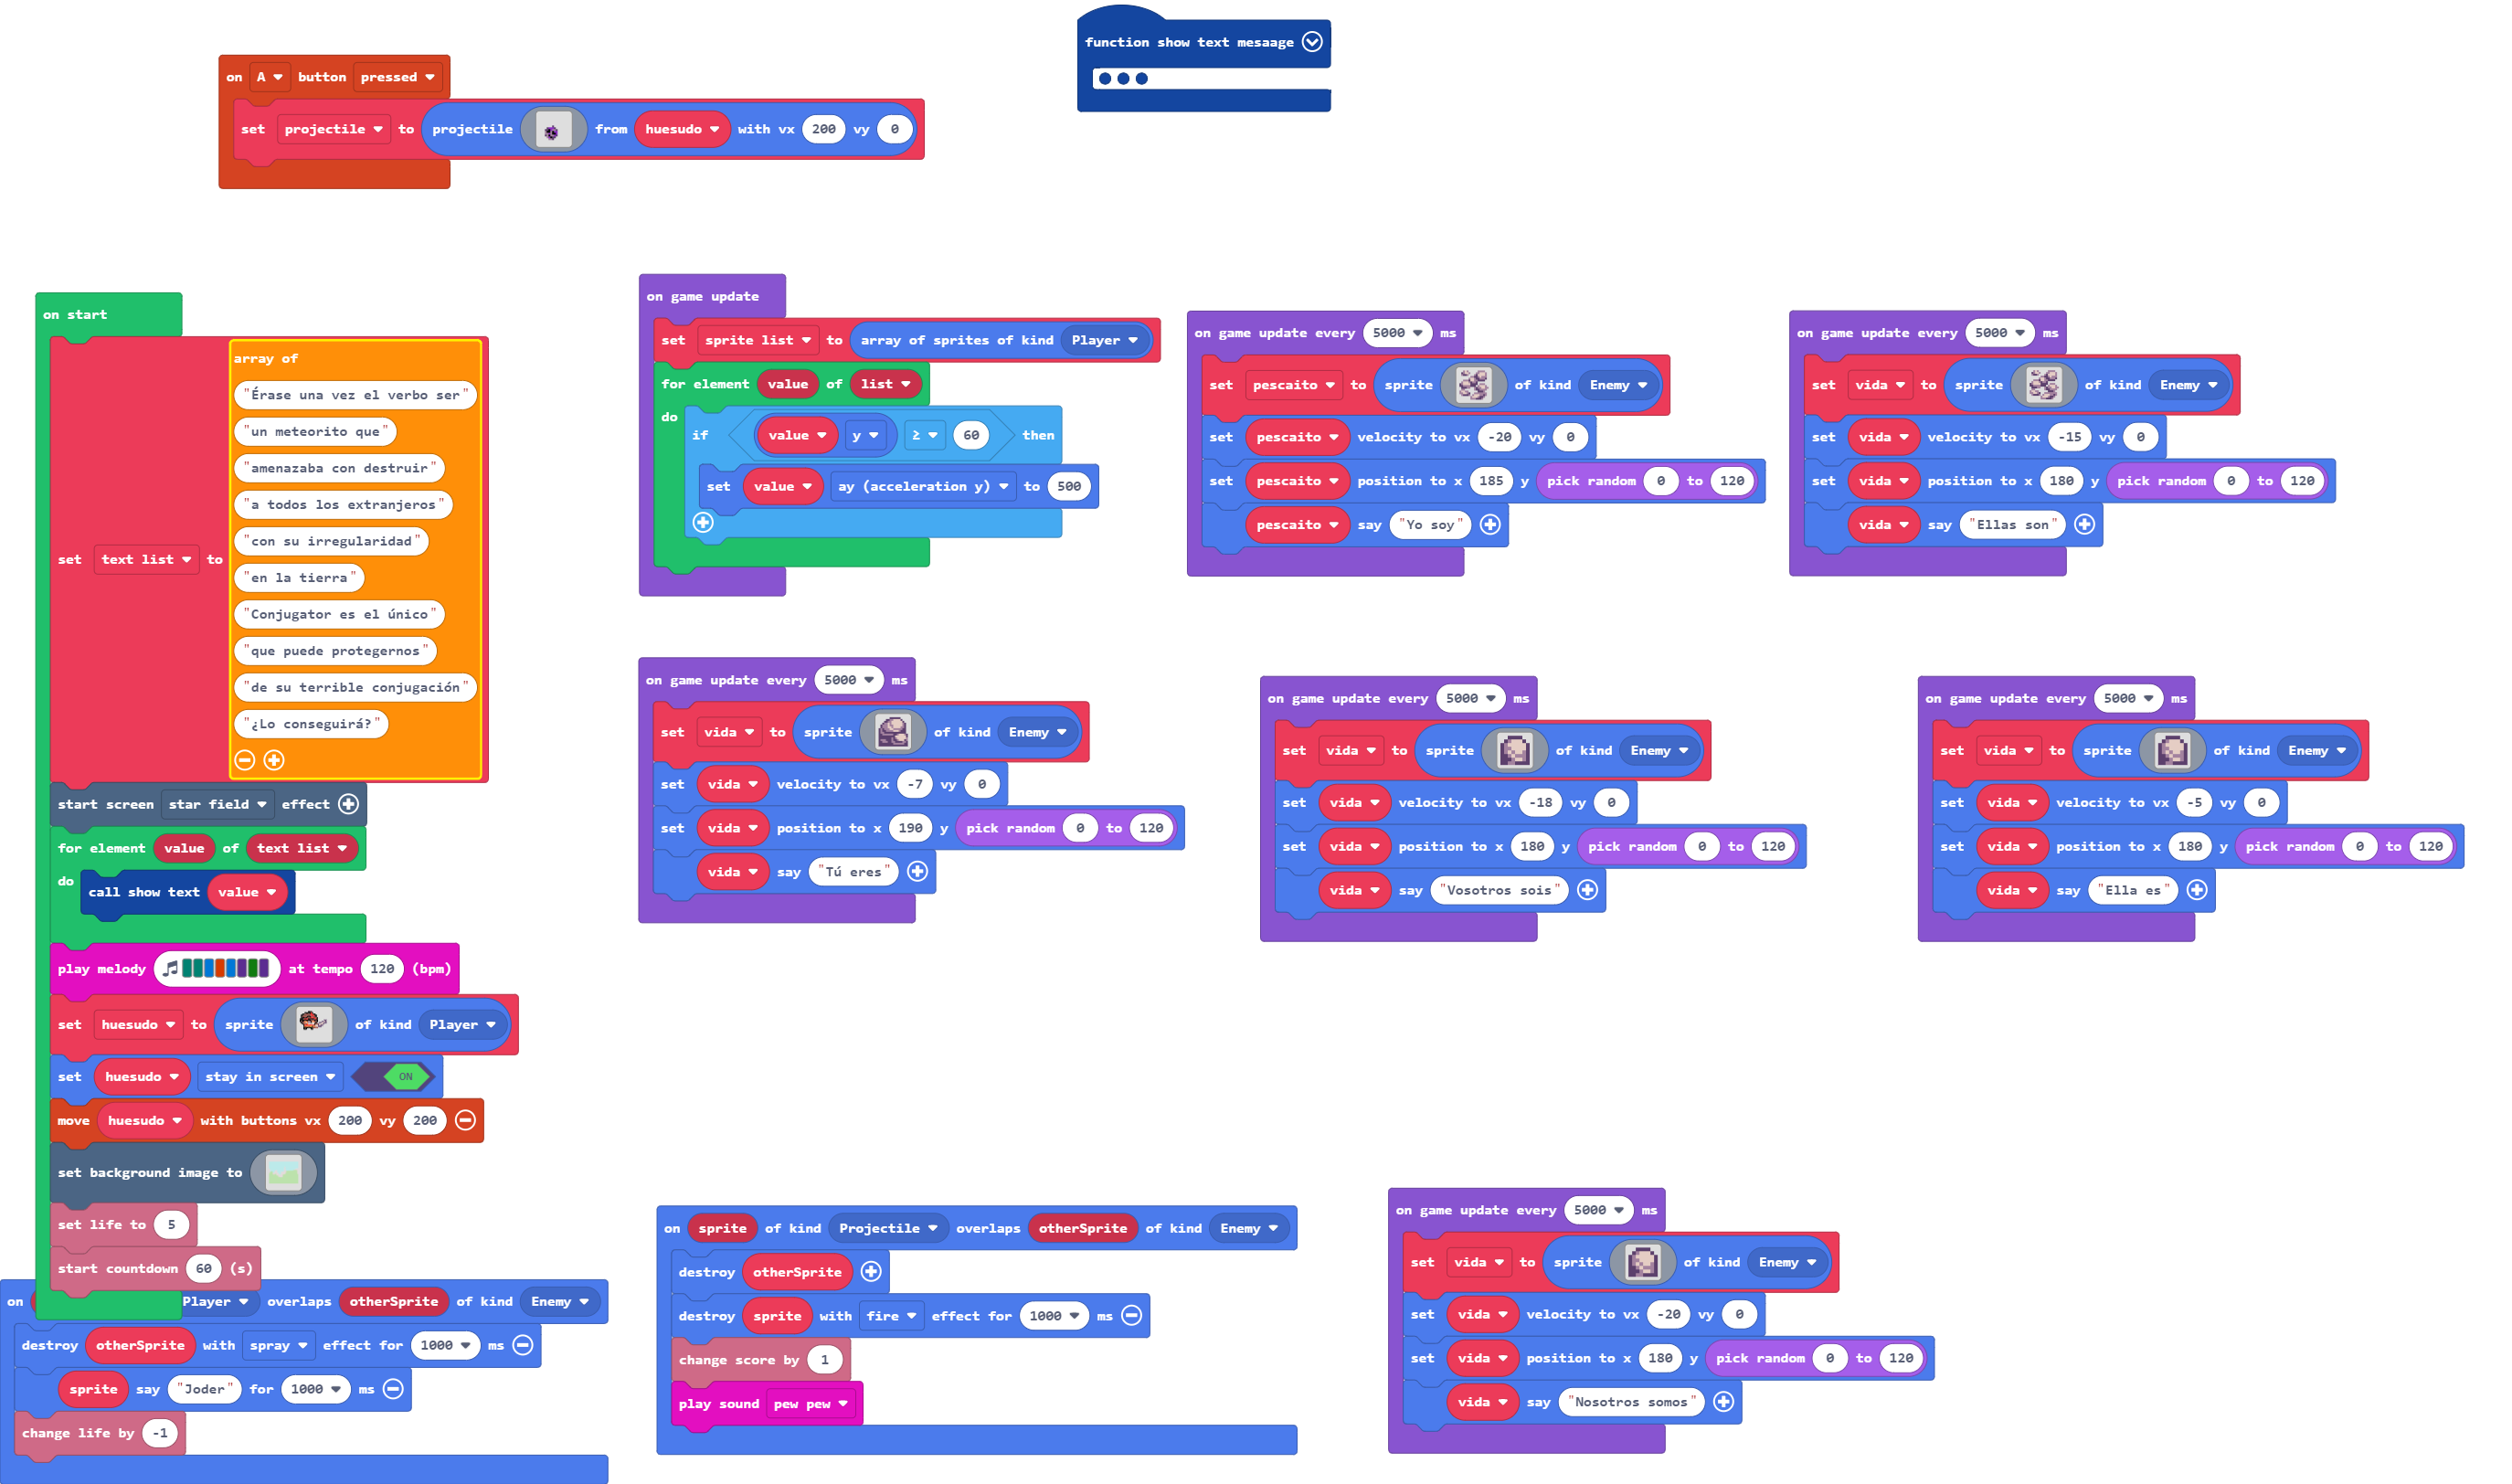 function show text mesaage
on A button pressed
set projectile to projectile from huesudo with vx 200 vy 0
on start
set text list to
array of
"Érase una vez el verbo ser"
"un meteorito que"
"amenazaba con destruir"
"a todos los extranjeros"
"con su irregularidad"
"en la tierra"
"Conjugator es el único"
"que puede protegernos"
"de su terrible conjugación"
"¿Lo conseguirá?"
start screen star field effect
for element value of text list
do call show text value
play melody at tempo 120 (bpm)
set huesudo to sprite of kind Player
set huesudo stay in screen ON
move huesudo with buttons vx 200 vy 200
set background image to
set life to 5
start countdown 60 (s)
on Player overlaps otherSprite of kind Enemy
destroy otherSprite with spray effect for 1000 ms
sprite say "Joder" for 1000 ms
change life by -1
on game update
set sprite list to array of sprites of kind Player
for element value of list
do
if value y ≥ 60 then
set value ay (acceleration y) to 500
on game update every 5000 ms
set pescaito to sprite of kind Enemy
set pescaito velocity to vx -20 vy 0
set pescaito position to x 185 y pick random 0 to 120
pescaito say "Yo soy"
on game update every 5000 ms
set vida to sprite of kind Enemy
set vida velocity to vx -15 vy 0
set vida position to x 180 y pick random 0 to 120
vida say "Ellas son"
on game update every 5000 ms
set vida to sprite of kind Enemy
set vida velocity to vx -7 vy 0
set vida position to x 190 y pick random 0 to 120
vida say "Tú eres"
on game update every 5000 ms
set vida to sprite of kind Enemy
set vida velocity to vx -18 vy 0
set vida position to x 180 y pick random 0 to 120
vida say "Vosotros sois"
on game update every 5000 ms
set vida to sprite of kind Enemy
set vida velocity to vx -5 vy 0
set vida position to x 180 y pick random 0 to 120
vida say "Ella es"
on sprite of kind Projectile overlaps otherSprite of kind Enemy
destroy otherSprite
destroy sprite with fire effect for 1000 ms
change score by 1
play sound pew pew
on game update every 5000 ms
set vida to sprite of kind Enemy
set vida velocity to vx -20 vy 0
set vida position to x 180 y pick random 0 to 120
vida say "Nosotros somos"